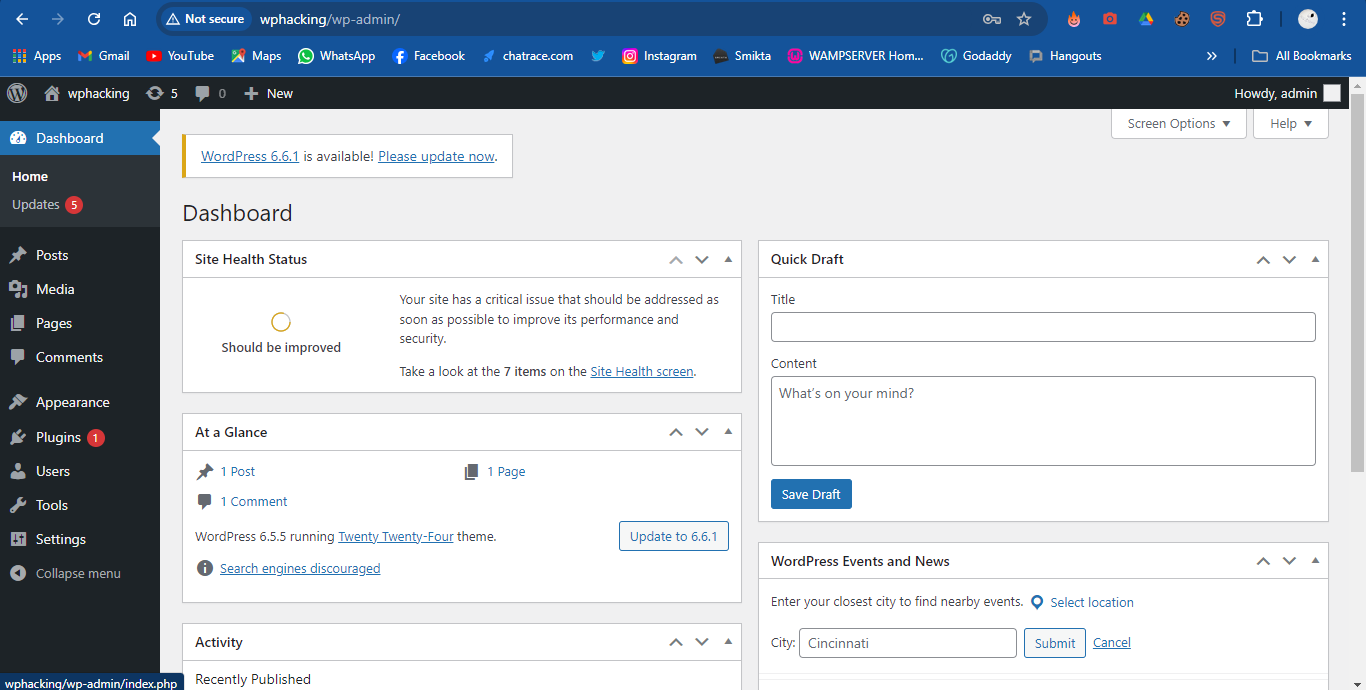 Not secure wphacking/wp-admin/
Apps Gmail YouTube Maps WhatsApp Facebook chatrace.com Instagram Smikta WAMPSERVER Hom... Godaddy Hangouts » All Bookmarks
wphacking 5 0 New Howdy, admin
Screen Options Help
Dashboard
Home
Updates 5
Posts
Media
Pages
Comments
Appearance
Plugins 1
Users
Tools
Settings
Collapse menu
WordPress 6.6.1 is available! Please update now.
Dashboard
Site Health Status
Should be improved
Your site has a critical issue that should be addressed as
soon as possible to improve its performance and
security.
Take a look at the 7 items on the Site Health screen.
At a Glance
1 Post 1 Page
1 Comment
WordPress 6.5.5 running Twenty Twenty-Four theme.
Update to 6.6.1
Search engines discouraged
Activity
Recently Published
Quick Draft
Title
Content
What's on your mind?
Save Draft
WordPress Events and News
Enter your closest city to find nearby events. Select location
City: Cincinnati Submit Cancel
wphacking/wp-admin/index.php